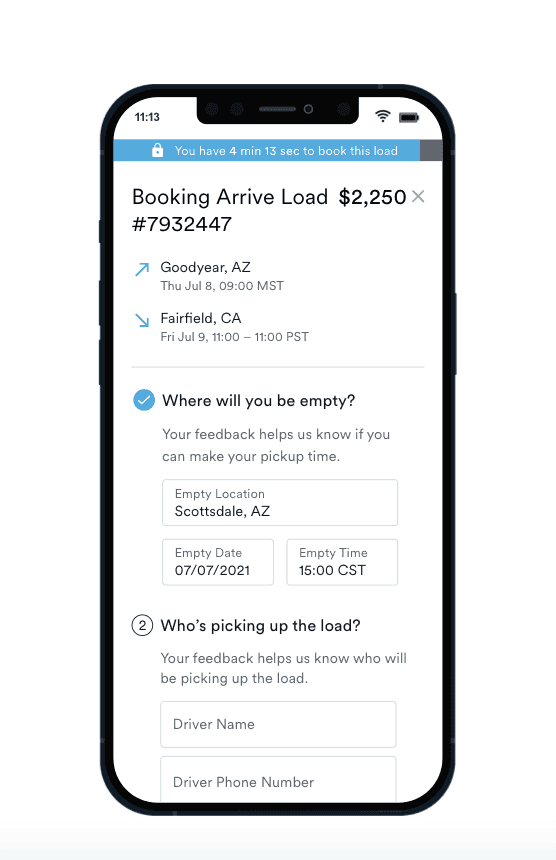 11:13
You have 4 min 13 sec to book this load
Booking Arrive Load $2,250
#7932447
Goodyear, AZ
Thu Jul 8, 09:00 MST
Fairfield, CA
Fri Jul 9, 11:00 – 11:00 PST
Where will you be empty?
Your feedback helps us know if you
can make your pickup time.
Empty Location
Scottsdale, AZ
Empty Date Empty Time
07/07/2021 15:00 CST
2 Who’s picking up the load?
Your feedback helps us know who will
be picking up the load.
Driver Name
Driver Phone Number